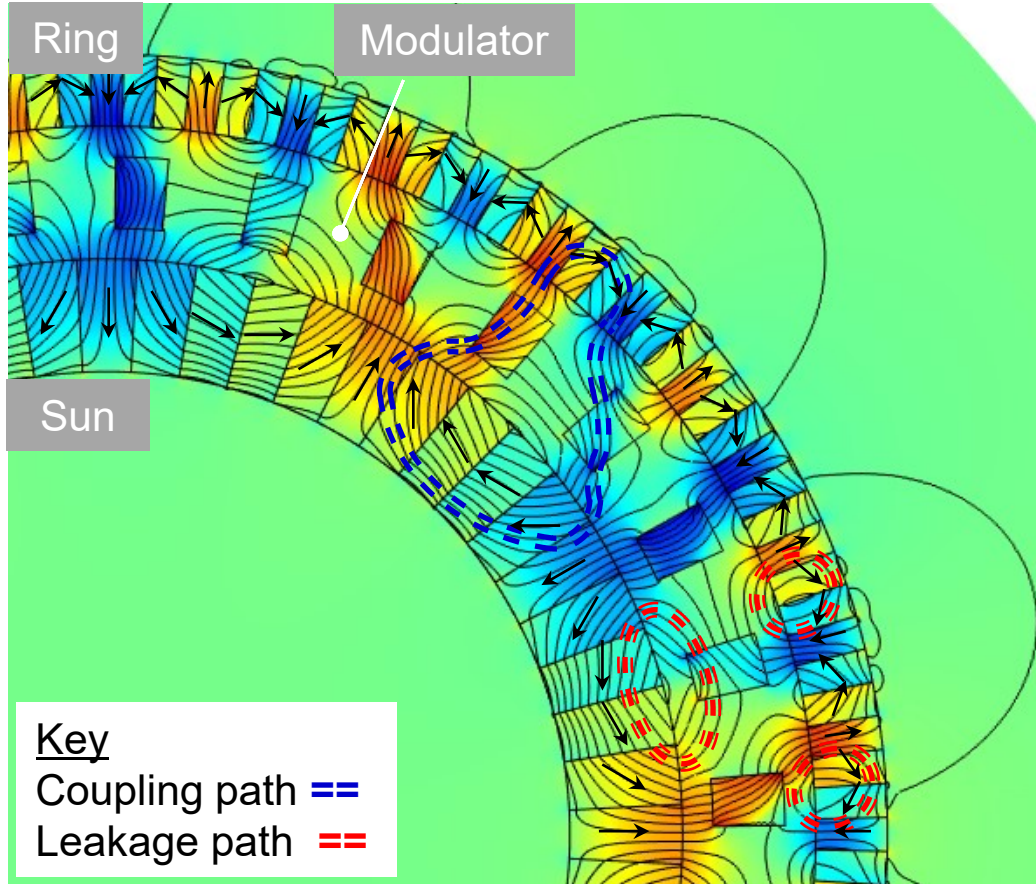 Ring
Modulator
Sun
Key
Coupling path ==
Leakage path ==